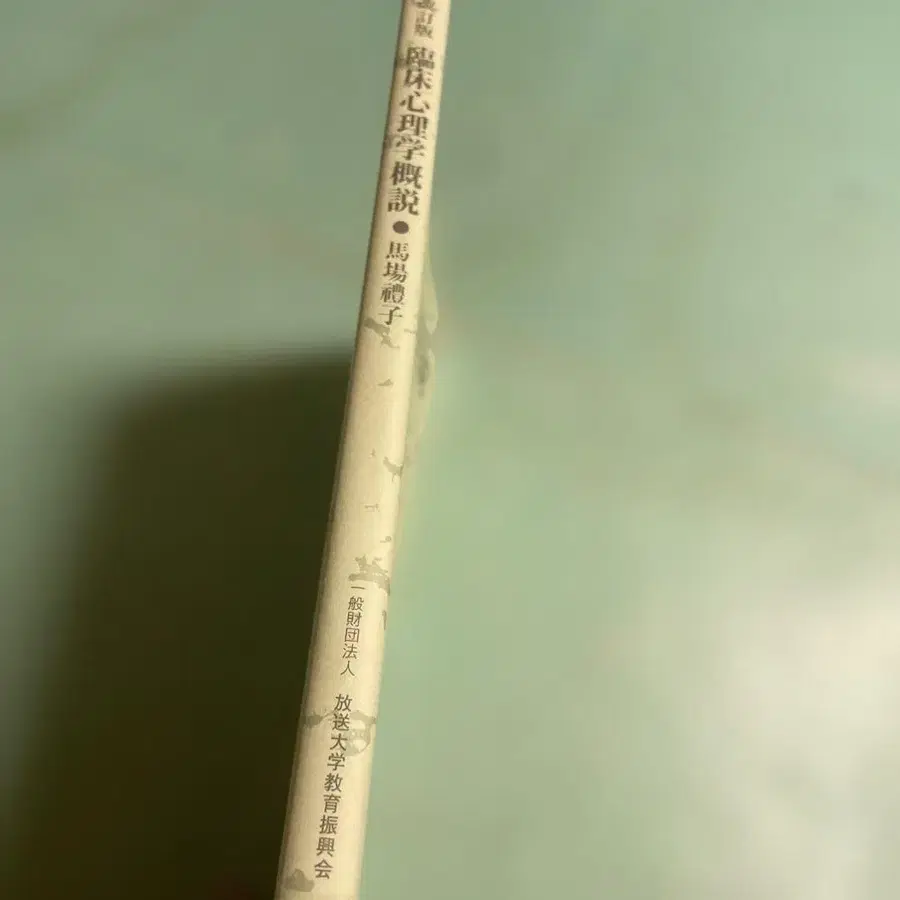 改訂版
臨床心理学概説●馬場禮子
一般財団法人
放送大学教育振興会